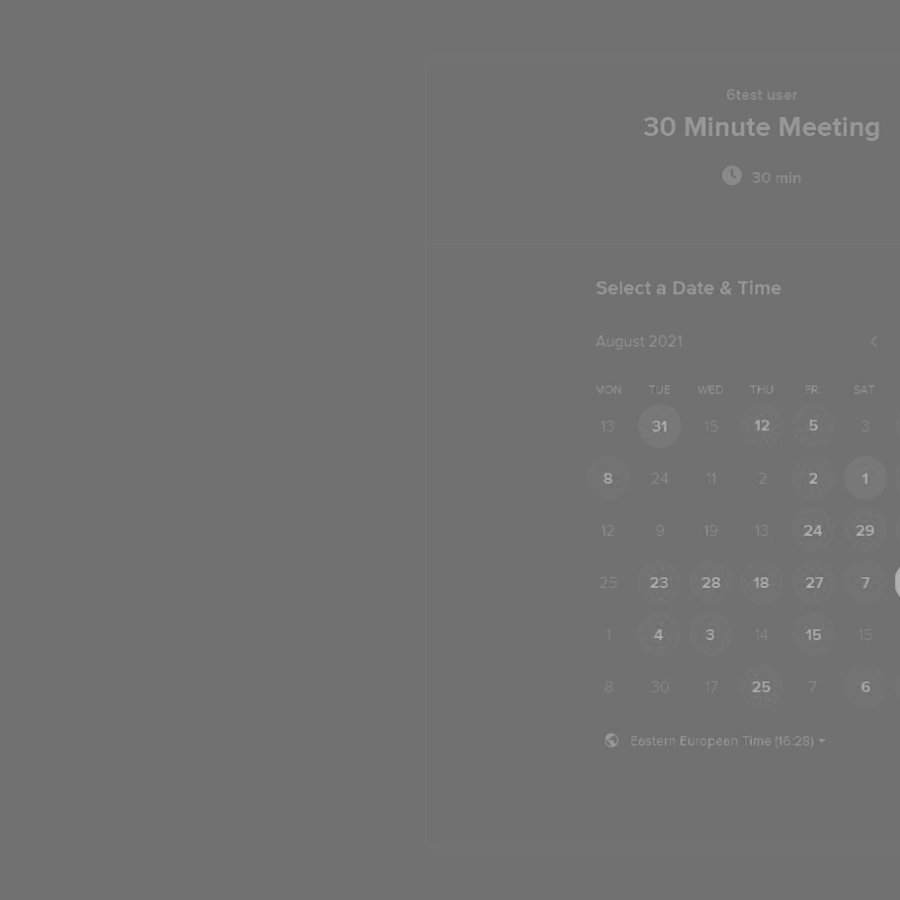 6test user
30 Minute Meeting
30 min
Select a Date & Time
August 2021
MON TUE WED THU FRI SAT
13 31 15 12 5 3
8 24 11 2 2 1
12 9 19 13 24 29
25 23 28 18 27 7
1 4 3 14 15 15
8 30 17 25 7 6
Eastern European Time (16:28)